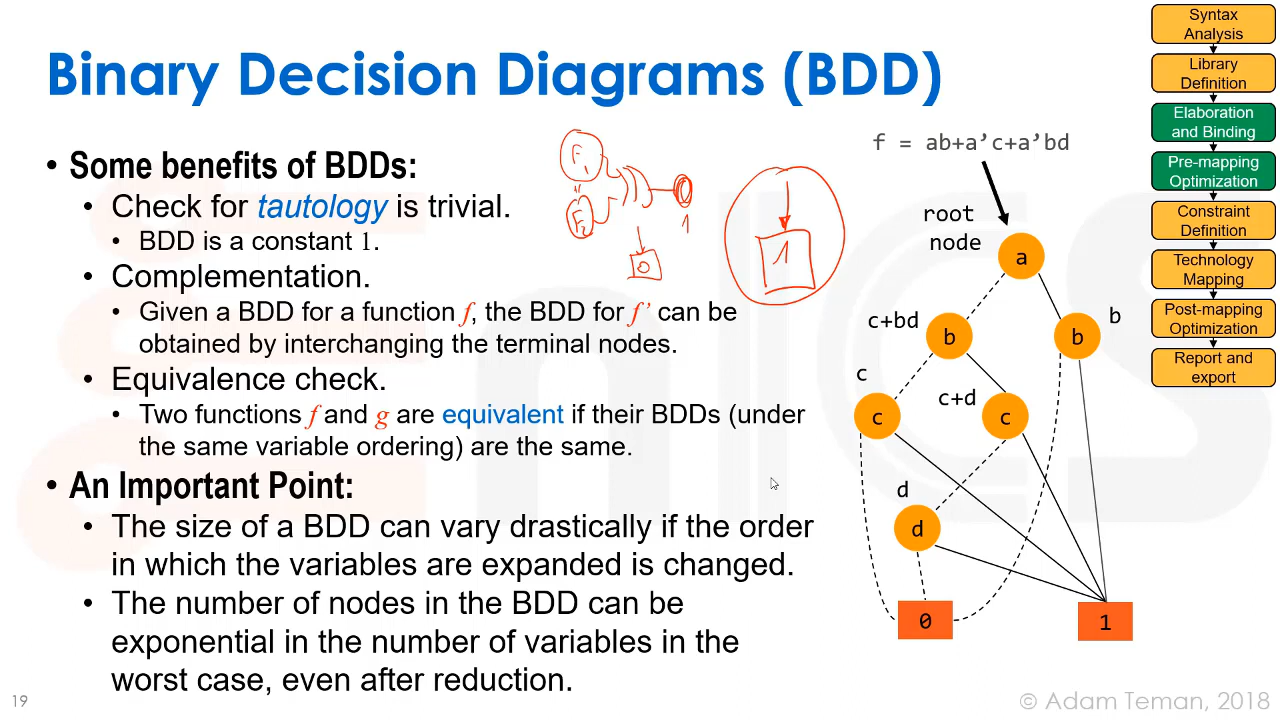 Binary Decision Diagrams (BDD)
• Some benefits of BDDs:
• Check for tautology is trivial.
• BDD is a constant 1.
• Complementation.
• Given a BDD for a function f, the BDD for f’ can be
obtained by interchanging the terminal nodes.
• Equivalence check.
• Two functions f and g are equivalent if their BDDs (under
the same variable ordering) are the same.
• An Important Point:
• The size of a BDD can vary drastically if the order
in which the variables are expanded is changed.
• The number of nodes in the BDD can be
exponential in the number of variables in the
worst case, even after reduction.
F1
"
F2
1
0
1
f = ab+a’c+a’bd
root
node
a
c+bd
b
b
b
c
c
c+d
c
d
d
0
1
Syntax
Analysis
Library
Definition
Elaboration
and Binding
Pre-mapping
Optimization
Constraint
Definition
Technology
Mapping
Post-mapping
Optimization
Report and
export
19
© Adam Teman, 2018